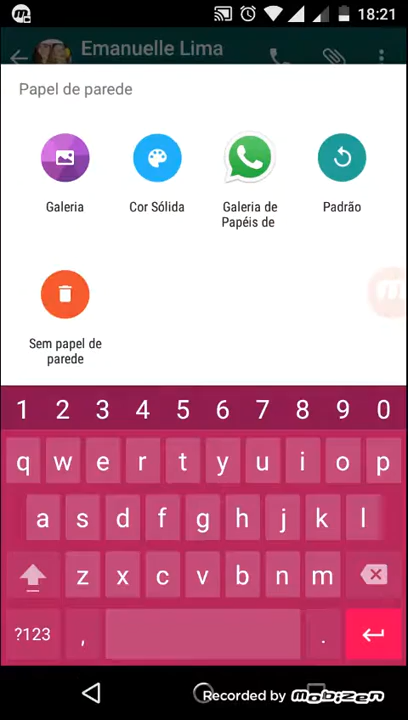 18:21
Emanuelle Lima
Papel de parede
Galeria
Cor Sólida
Galeria de
Papéis de
Padrão
Sem papel de
parede
1 2 3 4 5 6 7 8 9 0
q w e r t y u i o p
a s d f g h j k l
z x c v b n m
?123 , .
Recorded by Mobizen